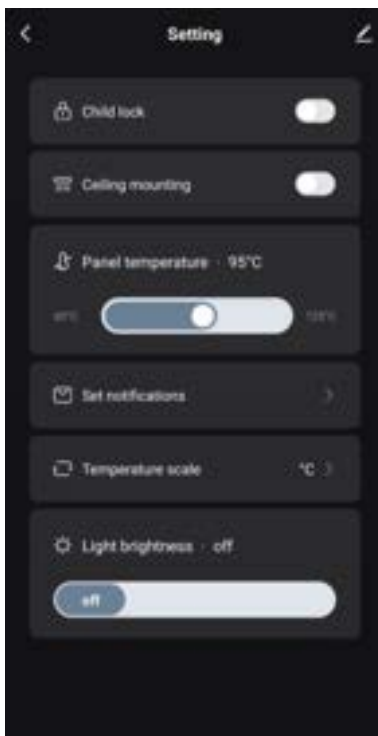 Setting
Child lock
Ceiling mounting
Panel temperature · 95°C
Set notifications
Temperature scale °C
Light brightness · off
off